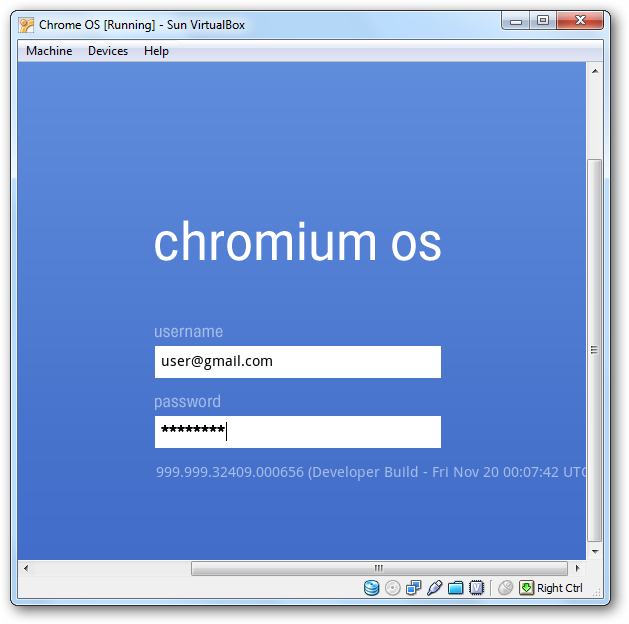 Chrome OS [Running] - Sun VirtualBox
Machine Devices Help
chromium os
username
user@gmail.com
password
********
999.999.32409.000656 (Developer Build - Fri Nov 20 00:07:42 UTC
Right Ctrl